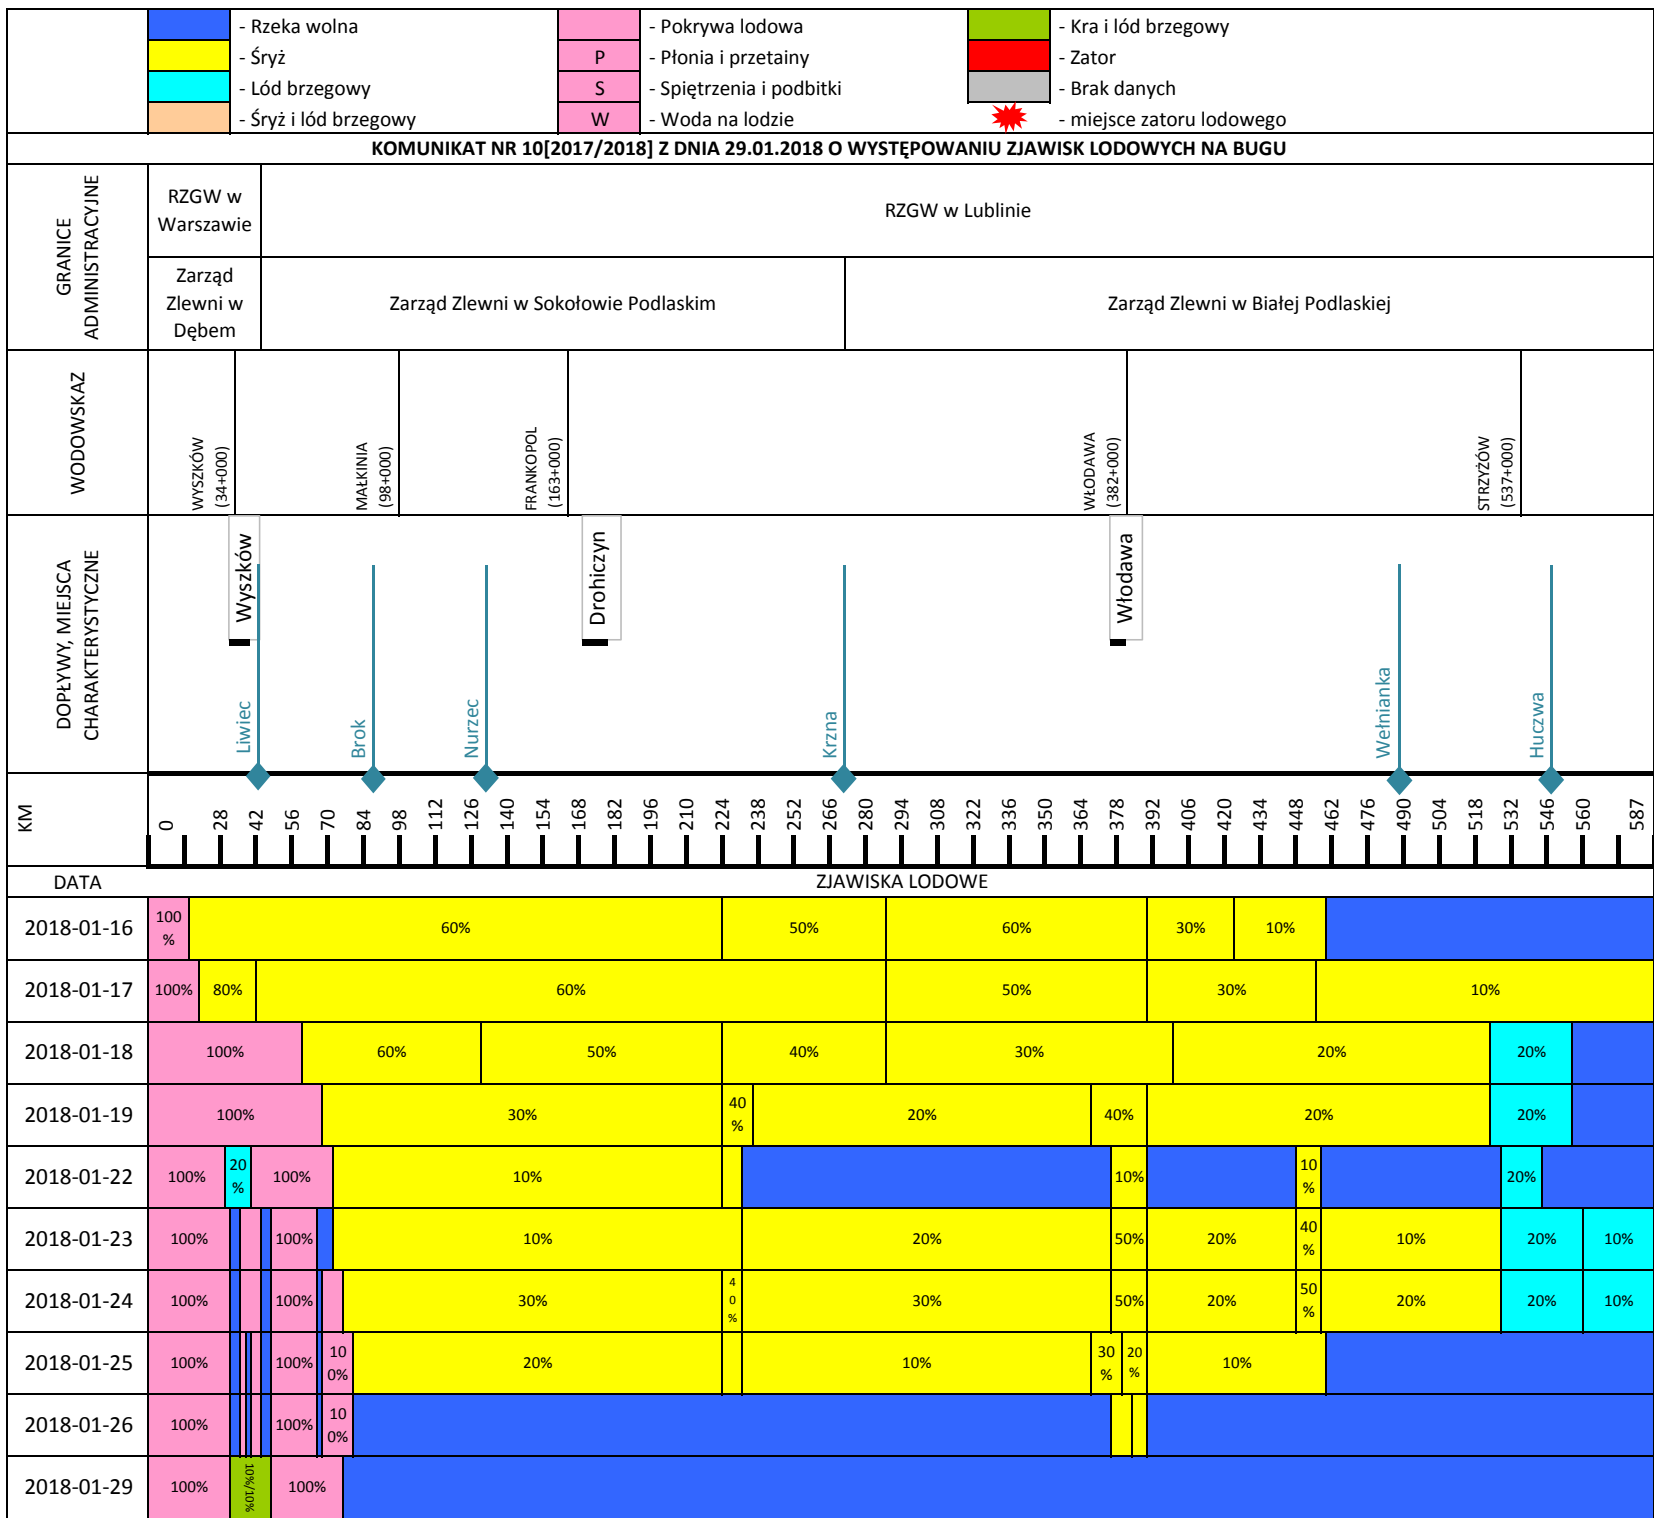 - Rzeka wolna
- Pokrywa lodowa
- Kra i lód brzegowy
- Śryż
P
- Płonia i przetainy
- Zator
- Lód brzegowy
S
- Spiętrzenia i podbitki
- Brak danych
- Śryż i lód brzegowy
W
- Woda na lodzie
- miejsce zatoru lodowego
KOMUNIKAT NR 10[2017/2018] Z DNIA 29.01.2018 O WYSTĘPOWANIU ZJAWISK LODOWYCH NA BUGU
GRANICE
ADMINISTRACYJNE
RZGW w
Warszawie
RZGW w Lublinie
Zarząd
Zlewni w
Dębem
Zarząd Zlewni w Sokołowie Podlaskim
Zarząd Zlewni w Białej Podlaskiej
WODOWSKAZ
WYSZKÓW
(34+000)
MAŁKINIA
(98+000)
FRANKOPOL
(163+000)
WŁODAWA
(382+000)
STRZYŻÓW
(537+000)
DOPŁYWY, MIEJSCA
CHARAKTERYSTYCZNE
Wyszków
Drohiczyn
Włodawa
Liwiec
Brok
Nurzec
Krzna
Wełnianka
Huczwa
KM
0 28 42 56 70 84 98 112 126 140 154 168 182 196 210 224 238 252 266 280 294 308 322 336 350 364 378 392 406 420 434 448 462 476 490 504 518 532 546 560 587
DATA
ZJAWISKA LODOWE
2018-01-16
100
%
60%
50%
60%
30%
10%
2018-01-17
100%
80%
60%
50%
30%
10%
2018-01-18
100%
60%
50%
40%
30%
20%
20%
2018-01-19
100%
30%
40
%
20%
40%
20%
20%
2018-01-22
100%
20
%
100%
10%
10%
10
%
20%
2018-01-23
100%
100%
10%
20%
50%
20%
40
%
10%
20%
10%
2018-01-24
100%
100%
30%
4
0
%
30%
50%
20%
50
%
20%
20%
10%
2018-01-25
100%
100%
10
0%
20%
10%
30
%
20
%
10%
2018-01-26
100%
100%
10
0%
2018-01-29
100%
10%/10%
100%